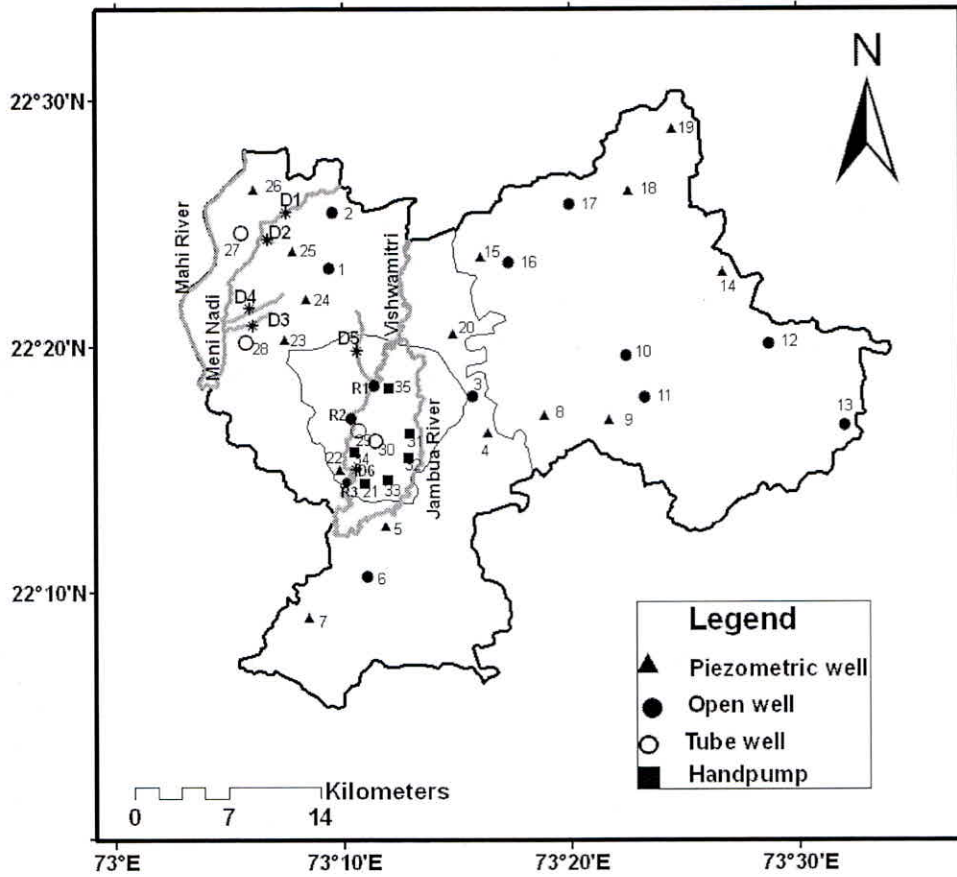 N
22°30'N
19
26
18
D1
2
17
27
D2
25
15
16
1
14
Mahi River
Vishwamitri
D4
24
Meni Nadi
D3
20
28
23
22°20'N
D5
12
10
R1
35
3
11
13
R2
8
9
29
31
30
4
34
32
22
D6
Jambua River
R3
21
33
5
6
22°10'N
7
Legend
Piezometric well
Open well
Tube well
Handpump
Kilometers
0 7 14
73°E 73°10'E 73°20'E 73°30'E